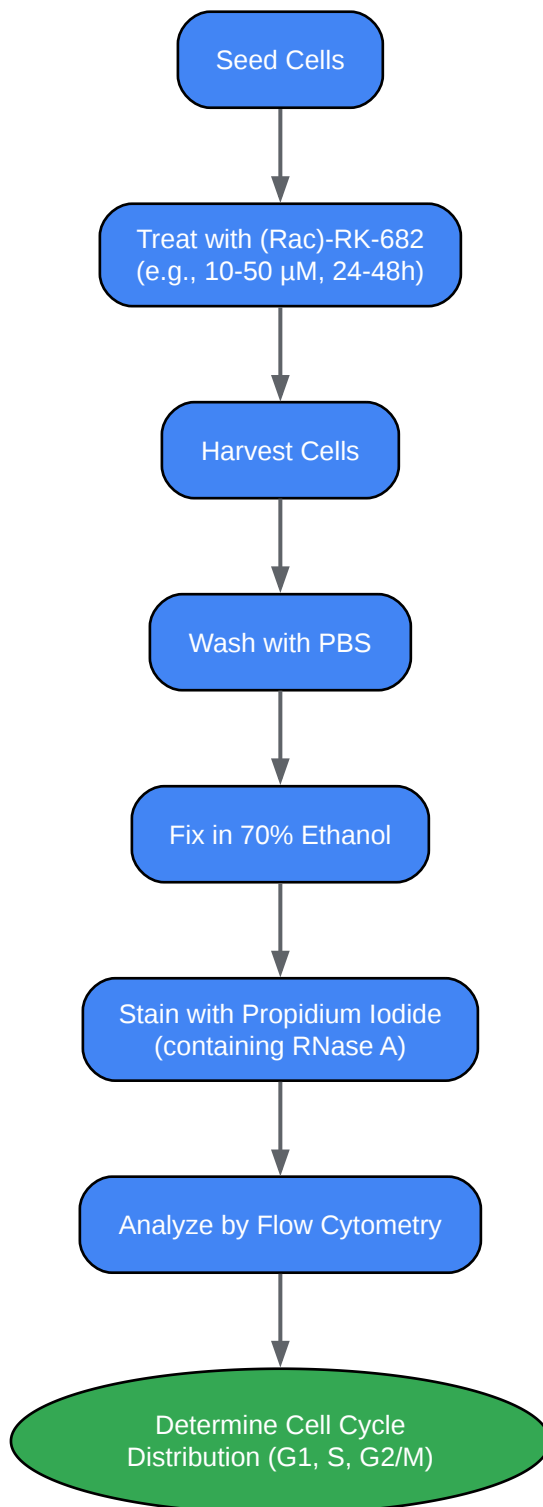 Seed Cells
Treat with (Rac)-RK-682
(e.g., 10-50 µM, 24-48h)
Harvest Cells
Wash with PBS
Fix in 70% Ethanol
Stain with Propidium Iodide
(containing RNase A)
Analyze by Flow Cytometry
Determine Cell Cycle
Distribution (G1, S, G2/M)